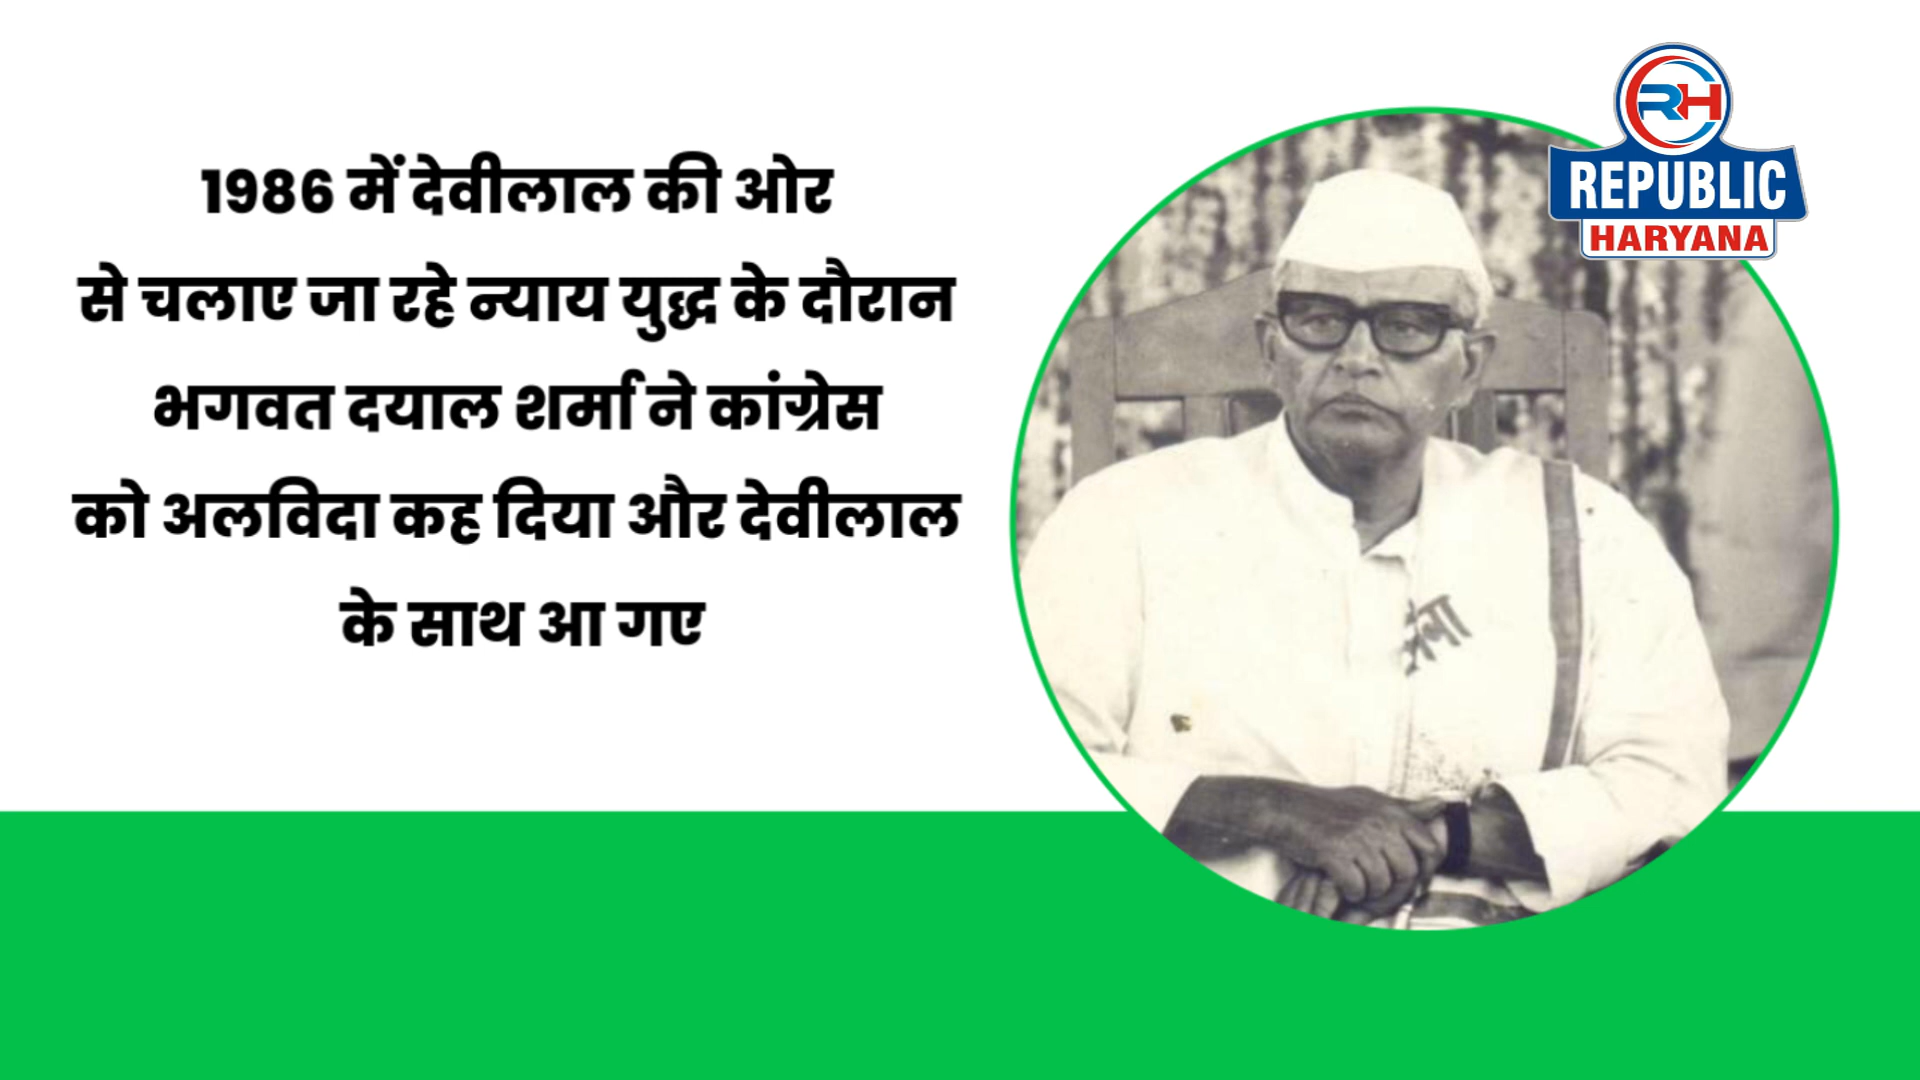 1986 में देवीलाल की ओर
से चलाए जा रहे न्याय युद्ध के दौरान
भगवत दयाल शर्मा ने कांग्रेस
को अलविदा कह दिया और देवीलाल
के साथ आ गए
RH
REPUBLIC
HARYANA